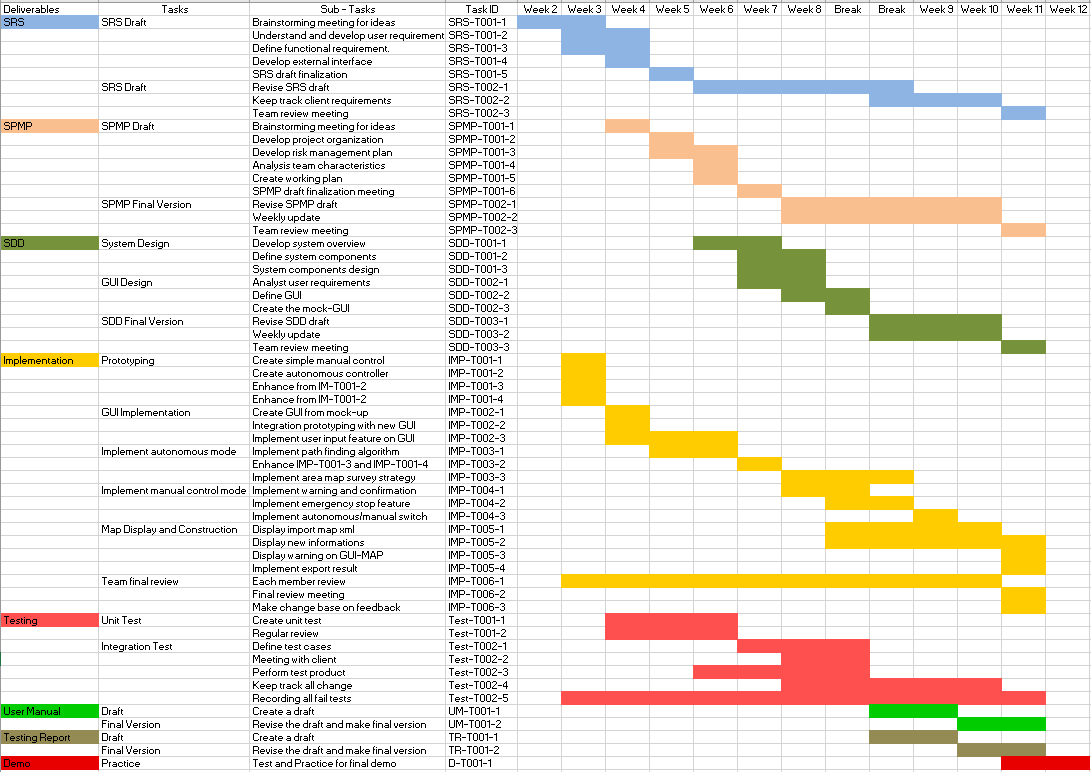 Deliverables Tasks Sub - Tasks Task ID Week 2 Week 3 Week 4 Week 5 Week 6 Week 7 Week 8 Break Break Week 9 Week 10 Week 11 Week 12
SRS SRS Draft Brainstorming meeting for ideas SRS-T001-1
Understand and develop user requirement SRS-T001-2
Define functional requirement. SRS-T001-3
Develop external interface SRS-T001-4
SRS draft finalization SRS-T001-5
SRS Draft Revise SRS draft SRS-T002-1
Keep track client requirements SRS-T002-2
Team review meeting SRS-T002-3
SPMP SPMP Draft Brainstorming meeting for ideas SPMP-T001-1
Develop project organization SPMP-T001-2
Develop risk management plan SPMP-T001-3
Analysis team characteristics SPMP-T001-4
Create working plan SPMP-T001-5
SPMP draft finalization meeting SPMP-T001-6
SPMP Final Version Revise SPMP draft SPMP-T002-1
Weekly update SPMP-T002-2
Team review meeting SPMP-T002-3
SDD System Design Develop system overview SDD-T001-1
Define system components SDD-T001-2
System components design SDD-T001-3
GUI Design Analyst user requirements SDD-T002-1
Define GUI SDD-T002-2
Create the mock-GUI SDD-T002-3
SDD Final Version Revise SDD draft SDD-T003-1
Weekly update SDD-T003-2
Team review meeting SDD-T003-3
Implementation Prototyping Create simple manual control IMP-T001-1
Create autonomous controller IMP-T001-2
Enhance from IM-T001-2 IMP-T001-3
Enhance from IM-T001-2 IMP-T001-4
GUI Implementation Create GUI from mock-up IMP-T002-1
Integration prototyping with new GUI IMP-T002-2
Implement user input feature on GUI IMP-T002-3
Implement autonomous mode Implement path finding algorithm IMP-T003-1
Enhance IMP-T001-3 and IMP-T001-4 IMP-T003-2
Implement area map survey strategy IMP-T003-3
Implement manual control mode Implement warning and confirmation IMP-T004-1
Implement emergency stop feature IMP-T004-2
Implement autonomous/manual switch IMP-T004-3
Map Display and Construction Display import map xml IMP-T005-1
Display new informations IMP-T005-2
Display warning on GUI-MAP IMP-T005-3
Implement export result IMP-T005-4
Team final review Each member review IMP-T006-1
Final review meeting IMP-T006-2
Make change base on feedback IMP-T006-3
Testing Unit Test Create unit test Test-T001-1
Regular review Test-T001-2
Integration Test Define test cases Test-T002-1
Meeting with client Test-T002-2
Perform test product Test-T002-3
Keep track all change Test-T002-4
Recording all fail tests Test-T002-5
User Manual Draft Create a draft UM-T001-1
Final Version Revise the draft and make final version UM-T001-2
Testing Report Draft Create a draft TR-T001-1
Final Version Revise the draft and make final version TR-T001-2
Demo Practice Test and Practice for final demo D-T001-1